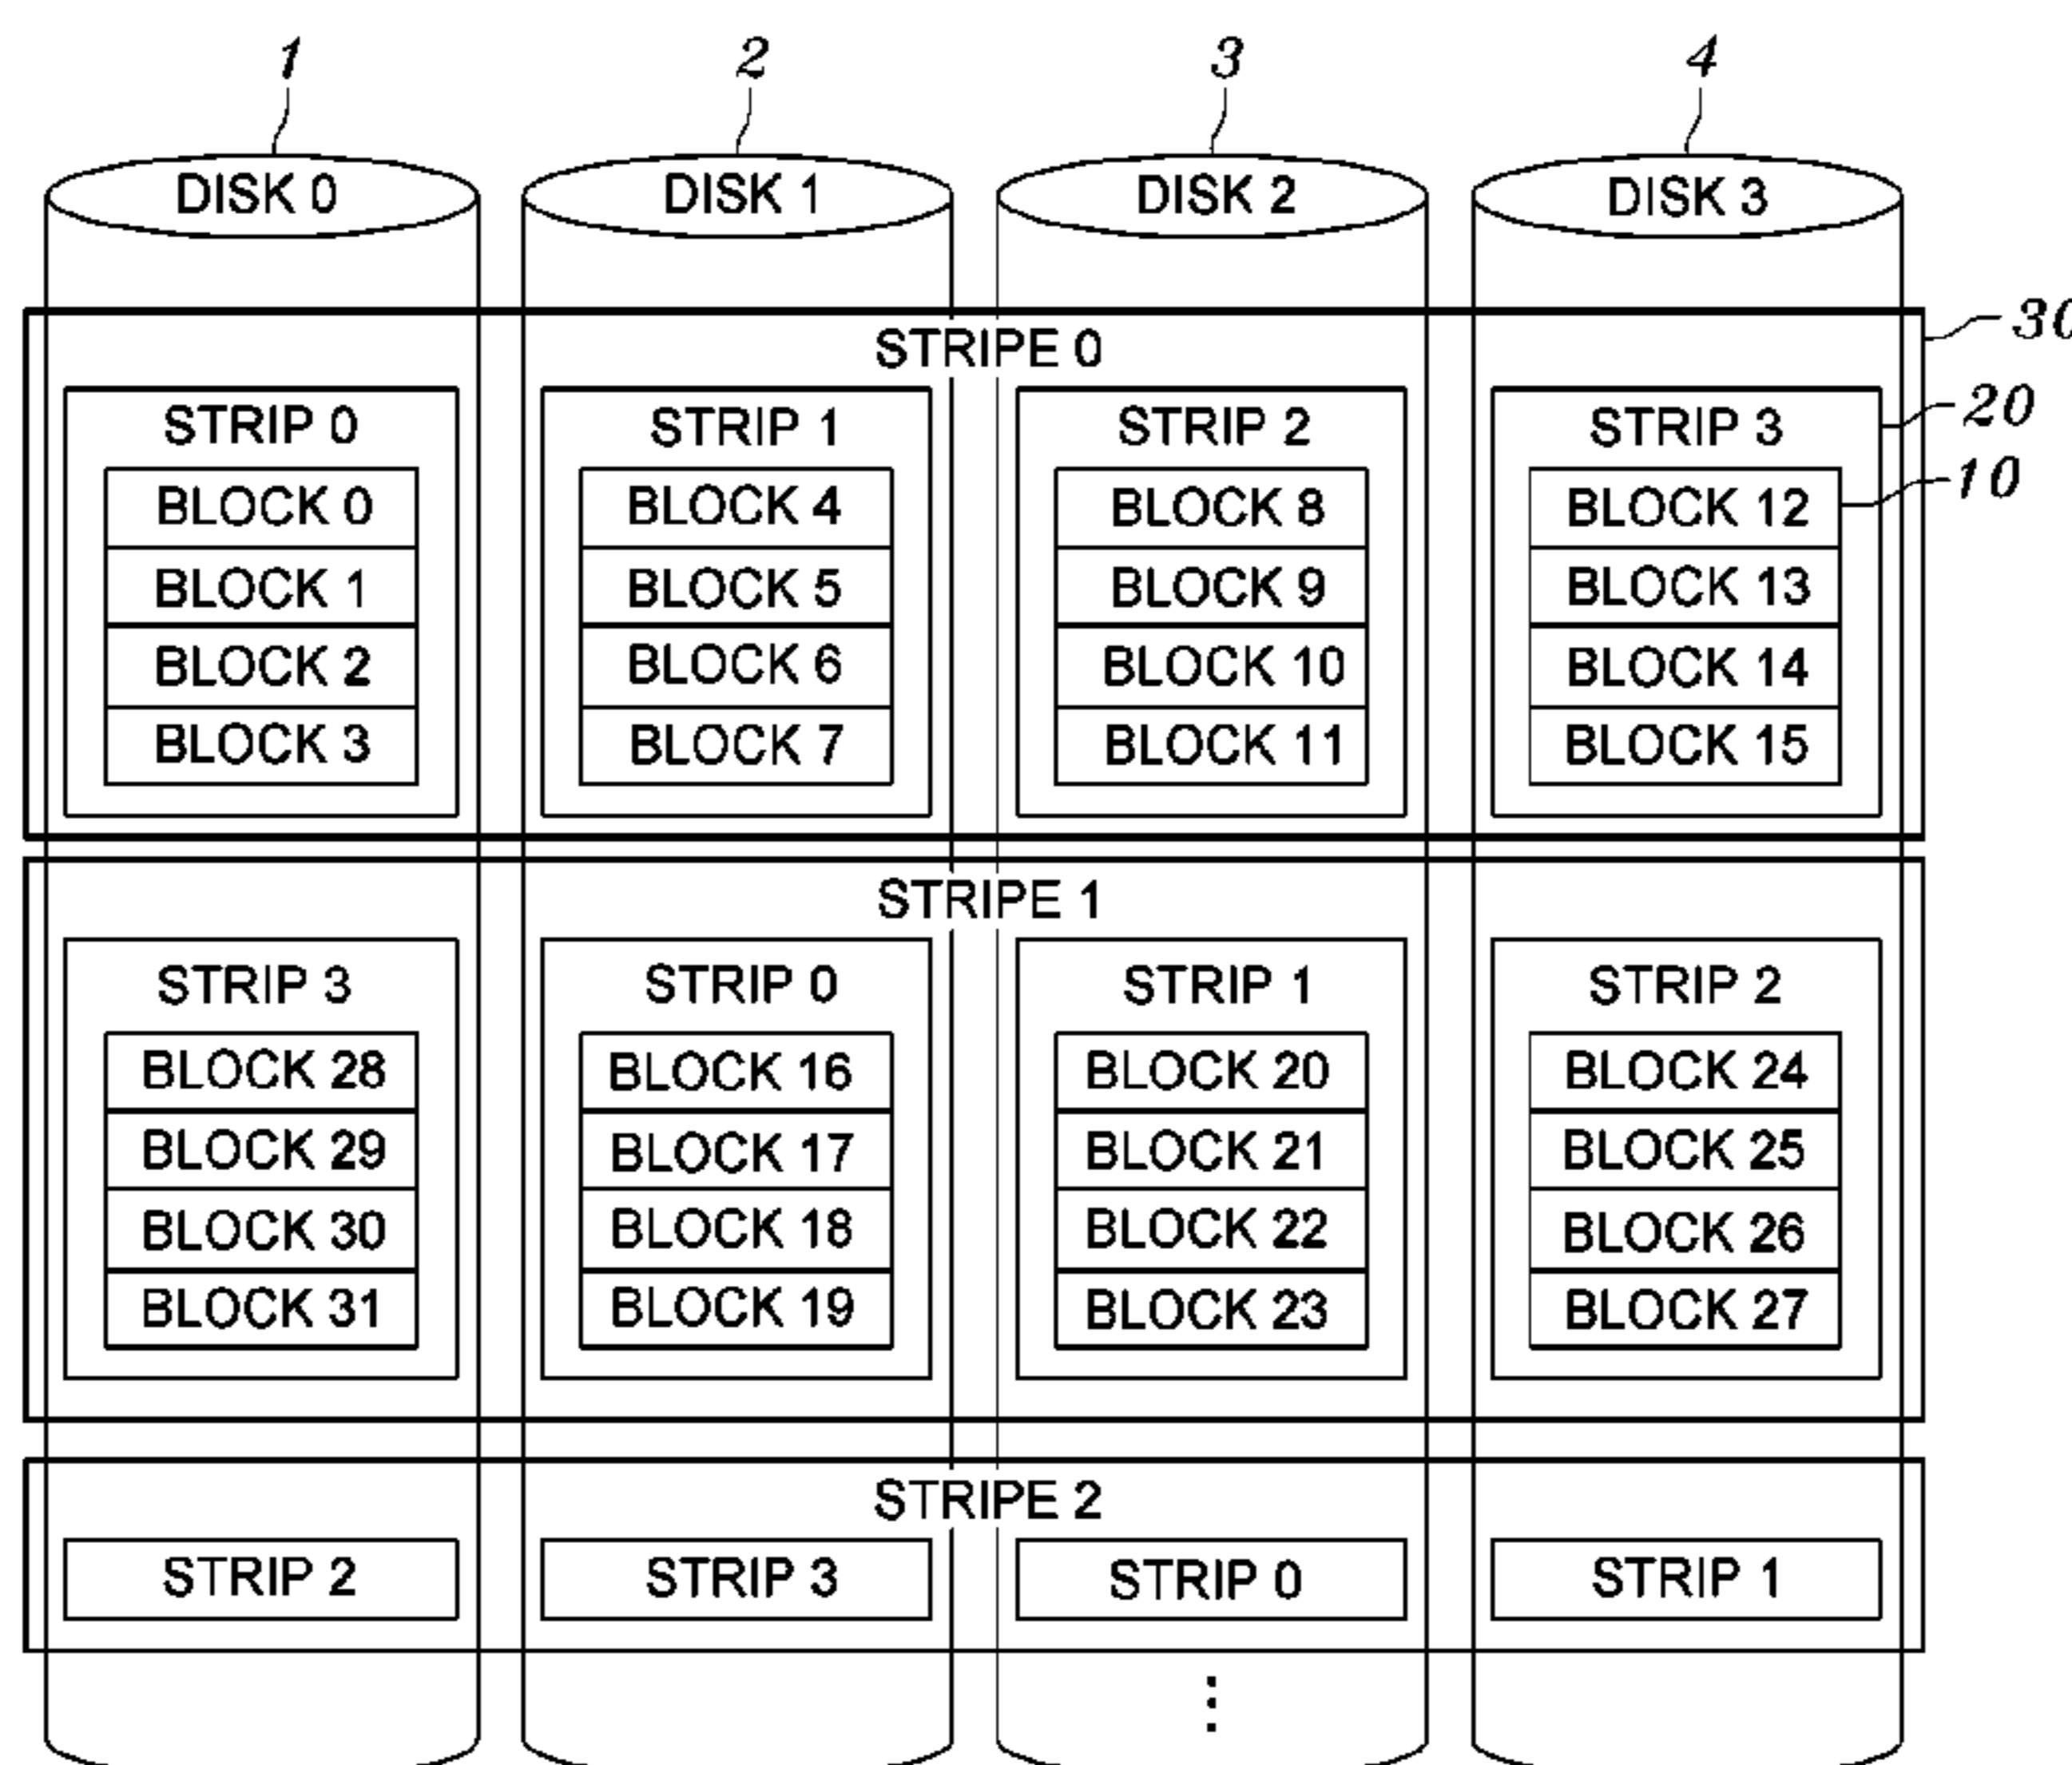 1 2 3 4
DISK 0 DISK 1 DISK 2 DISK 3
30
STRIPE 0
20
STRIP 0 STRIP 1 STRIP 2 STRIP 3
10
BLOCK 0 BLOCK 4 BLOCK 8 BLOCK 12
BLOCK 1 BLOCK 5 BLOCK 9 BLOCK 13
BLOCK 2 BLOCK 6 BLOCK 10 BLOCK 14
BLOCK 3 BLOCK 7 BLOCK 11 BLOCK 15
STRIPE 1
STRIP 3 STRIP 0 STRIP 1 STRIP 2
BLOCK 28 BLOCK 16 BLOCK 20 BLOCK 24
BLOCK 29 BLOCK 17 BLOCK 21 BLOCK 25
BLOCK 30 BLOCK 18 BLOCK 22 BLOCK 26
BLOCK 31 BLOCK 19 BLOCK 23 BLOCK 27
STRIPE 2
STRIP 2 STRIP 3 STRIP 0 STRIP 1